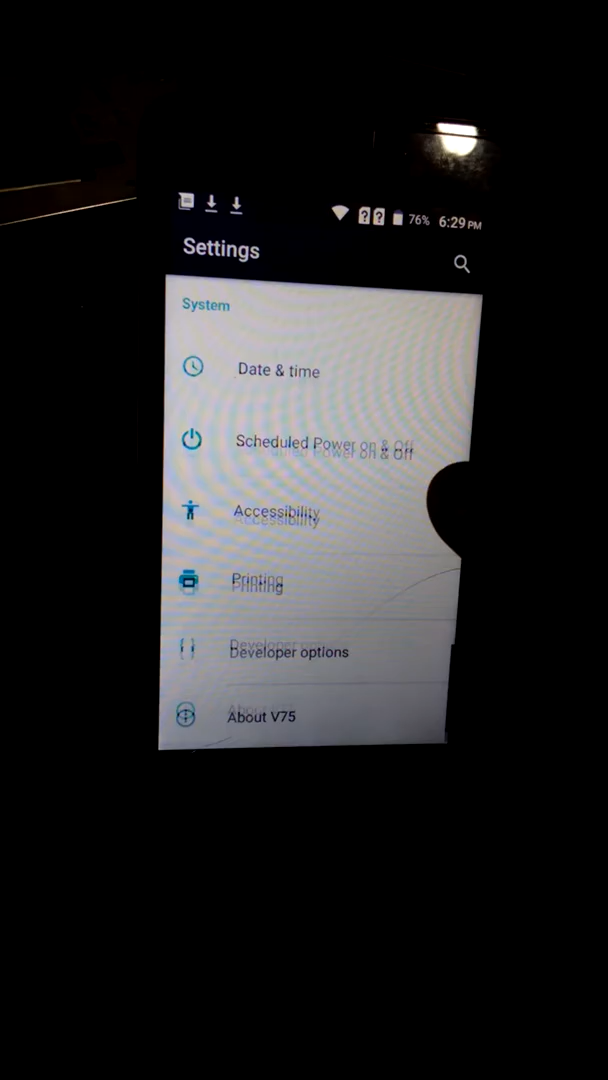 76% 6:29 PM
Settings
System
Date & time
Scheduled Power on & Off
Accessibility
Printing
Developer options
About V75